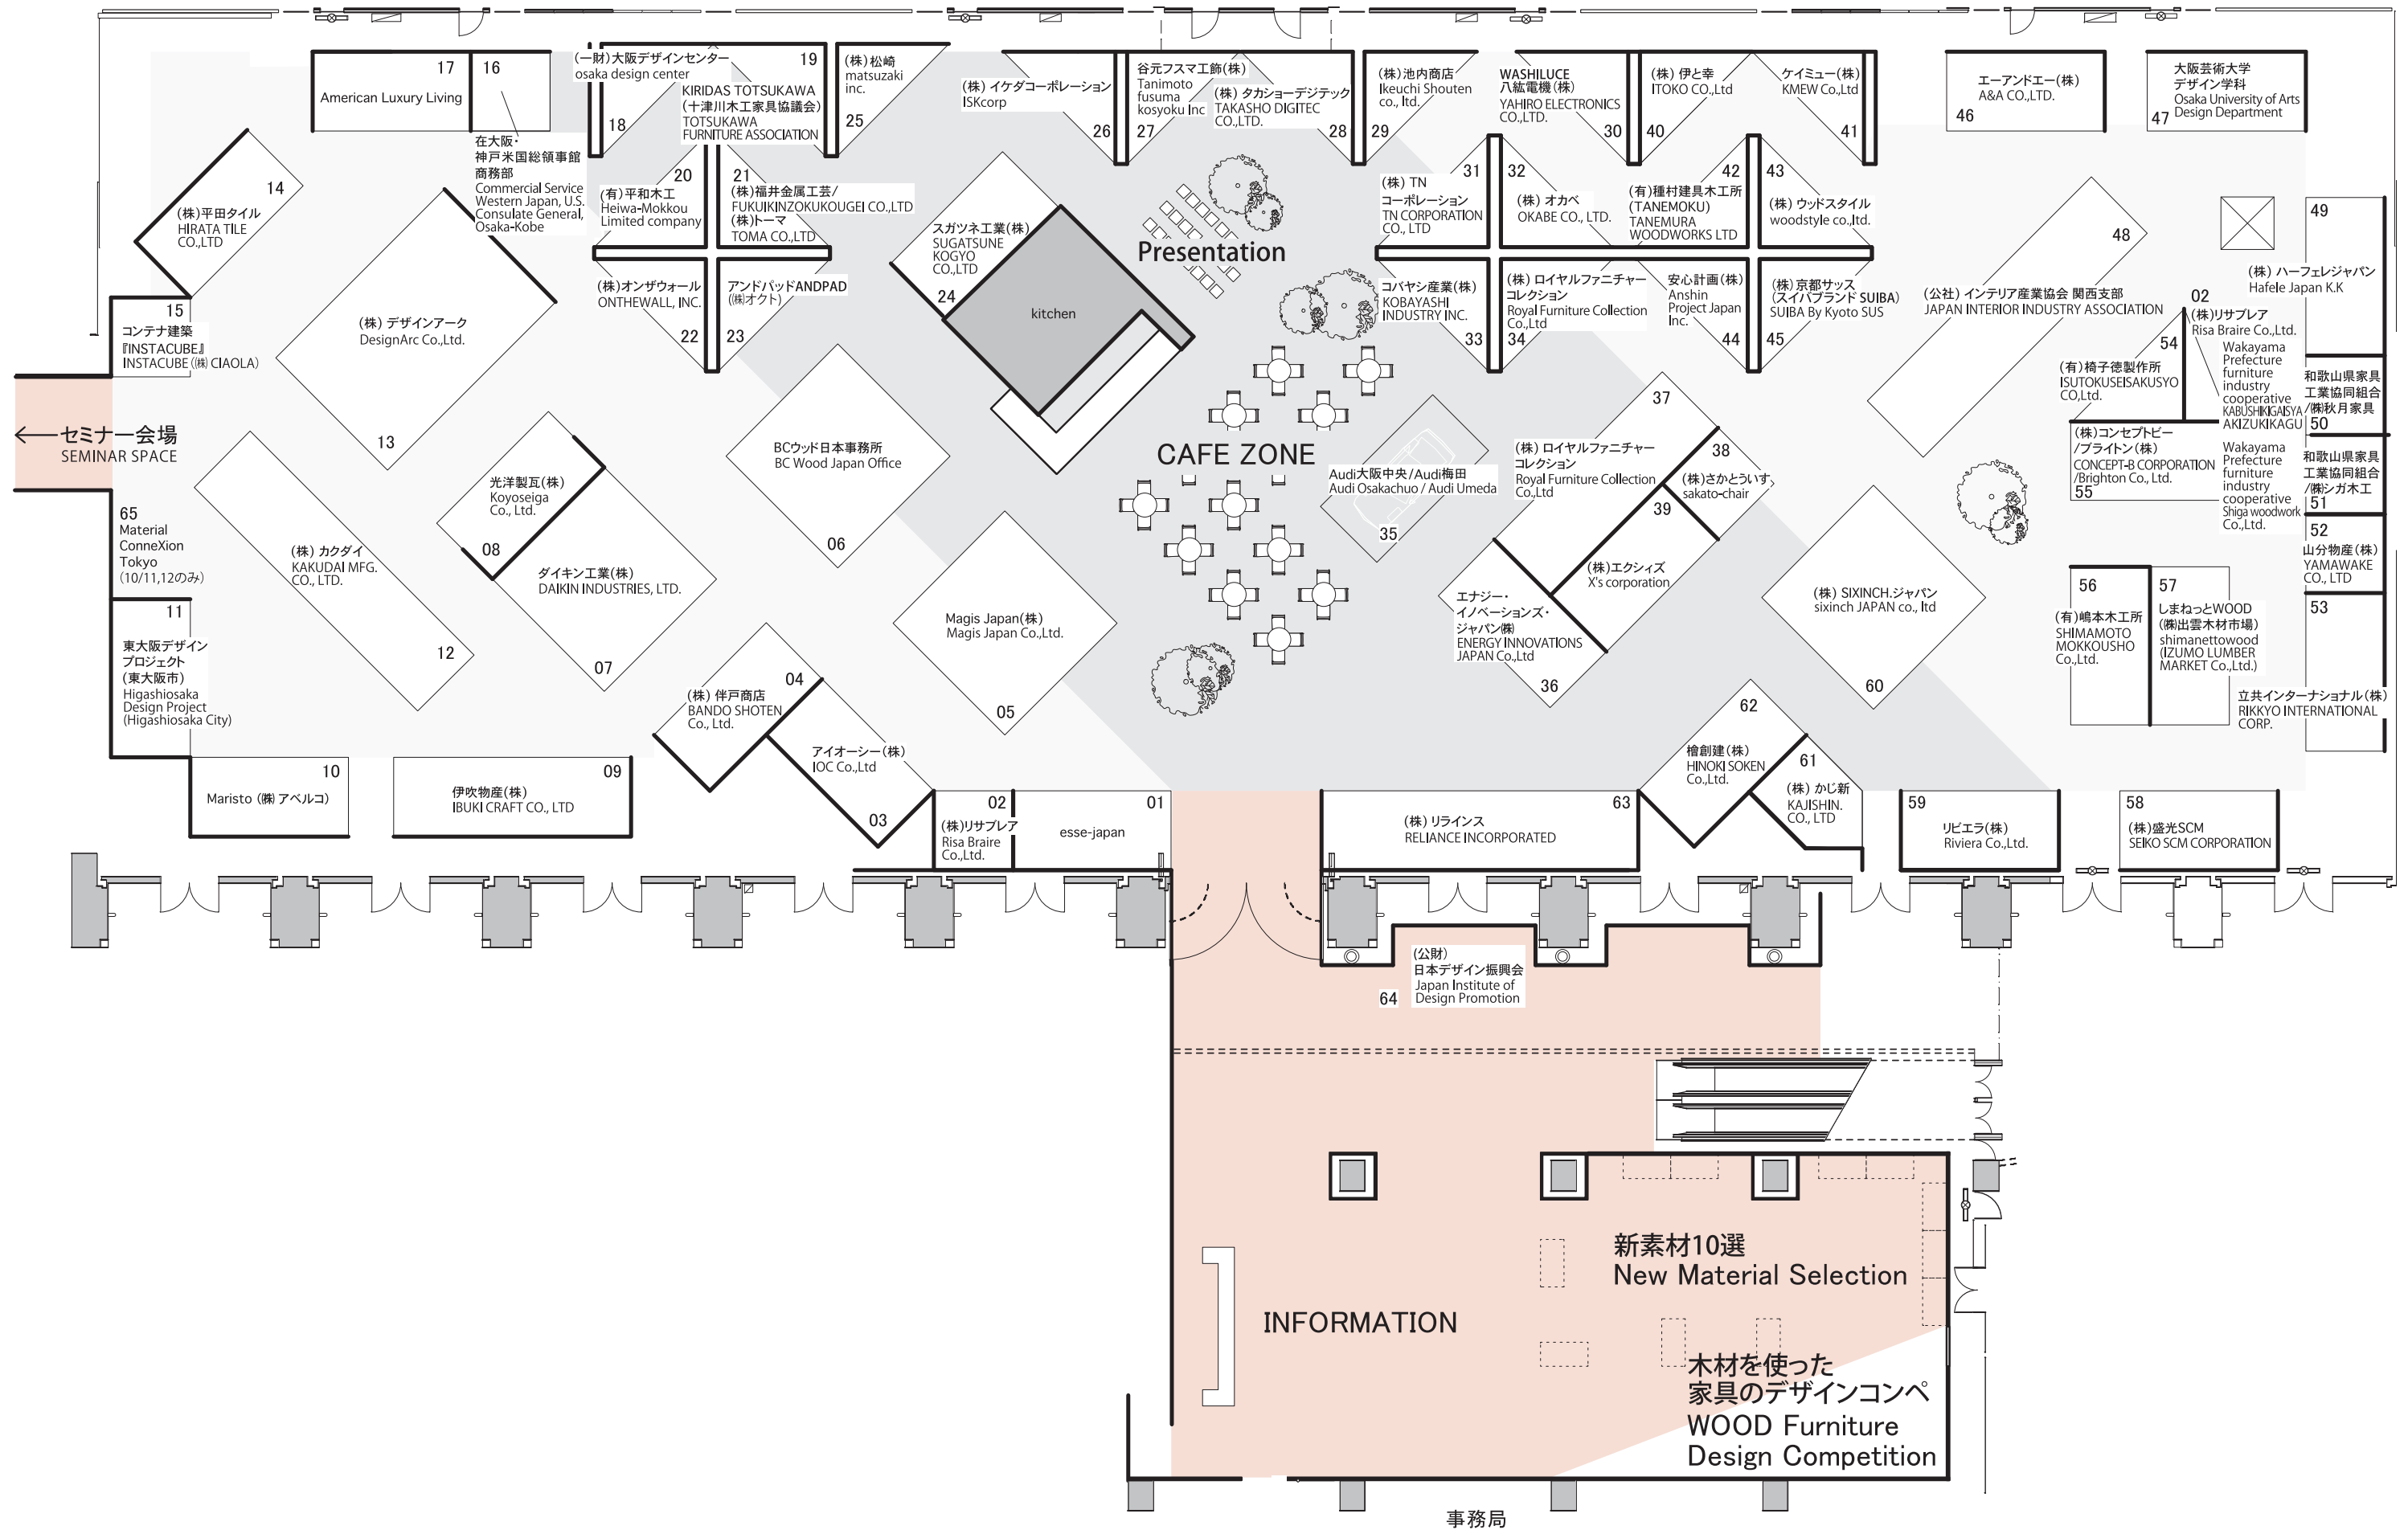 17
American Luxury Living
16
在大阪・
神戸米国総領事館
商務部
Commercial Service
Western Japan, U.S.
Consulate General,
Osaka-Kobe
(一財)大阪デザインセンター
osaka design center
18
19
KIRIDAS TOTSUKAWA
(十津川木工家具協議会)
TOTSUKAWA
FURNITURE ASSOCIATION
(株)松崎
matsuzaki
inc.
25
(株) イケダコーポレーション
ISKcorp
26
谷元フスマ工飾(株)
Tanimoto
fusuma
kosyoku Inc
27
(株) タカショーデジテック
TAKASHO DIGITEC
CO.,LTD.
28
(株)池内商店
Ikeuchi Shouten
co., ltd.
29
WASHILUCE
八紘電機(株)
YAHIRO ELECTRONICS
CO.,LTD.
30
(株) 伊と幸
ITOKO CO.,Ltd
40
ケイミュー(株)
KMEW Co.,Ltd
41
エーアンドエー(株)
A&A CO.,LTD.
46
大阪芸術大学
デザイン学科
Osaka University of Arts
Design Department
47
14
(株)平田タイル
HIRATA TILE
CO.,LTD
20
(有)平和木工
Heiwa-Mokkou
Limited company
21
(株)福井金属工芸/
FUKUIKINZOKUKOUGEI CO.,LTD
(株)トーマ
TOMA CO.,LTD
スガツネ工業(株)
SUGATSUNE
KOGYO
CO.,LTD
24
kitchen
Presentation
31
(株) TN
コーポレーション
TN CORPORATION
CO., LTD
32
(株) オカベ
OKABE CO., LTD.
42
(有)種村建具木工所
(TANEMOKU)
TANEMURA
WOODWORKS LTD
43
(株) ウッドスタイル
woodstyle co.,ltd.
48
(公社) インテリア産業協会 関西支部
JAPAN INTERIOR INDUSTRY ASSOCIATION
49
(株) ハーフェレジャパン
Hafele Japan K.K
15
コンテナ建築
『INSTACUBE』
INSTACUBE (㈱ CIAOLA)
(株) デザインアーク
DesignArc Co.,Ltd.
13
(株)オンザウォール
ONTHEWALL, INC.
22
アンドパッドANDPAD
(㈱オクト)
23
コバヤシ産業(株)
KOBAYASHI
INDUSTRY INC.
33
(株) ロイヤルファニチャー
コレクション
Royal Furniture Collection
Co.,Ltd
34
安心計画(株)
Anshin
Project Japan
Inc.
44
(株)京都サッス
(スイバブランド SUIBA)
SUIBA By Kyoto SUS
45
02
(株)リサブレア
Risa Braire Co.,Ltd.
54
(有)椅子徳製作所
ISUTOKUSEISAKUSYO
CO,Ltd.
Wakayama
Prefecture
furniture
industry
cooperative
KABUSHIKIGAISYA
AKIZUKIKAGU
和歌山県家具
工業協同組合
/㈱秋月家具
50
← セミナー会場
SEMINAR SPACE
65
Material
ConneXion
Tokyo
(10/11,12のみ)
(株) カクダイ
KAKUDAI MFG.
CO., LTD.
12
光洋製瓦(株)
Koyoseiga
Co., Ltd.
08
ダイキン工業(株)
DAIKIN INDUSTRIES, LTD.
07
BCウッド日本事務所
BC Wood Japan Office
06
CAFE ZONE
Audi大阪中央/Audi梅田
Audi Osakachuo / Audi Umeda
35
37
(株) ロイヤルファニチャー
コレクション
Royal Furniture Collection
Co.,Ltd
38
(株)さかとういす
sakato-chair
39
(株)エクシィズ
X's corporation
(株)コンセプトビー
/ブライトン(株)
CONCEPT-B CORPORATION
/Brighton Co., Ltd.
55
Wakayama
Prefecture
furniture
industry
cooperative
Shiga woodwork
Co.,Ltd.
和歌山県家具
工業協同組合
/㈱シガ木工
51
52
山分物産(株)
YAMAWAKE
CO., LTD
11
東大阪デザイン
プロジェクト
(東大阪市)
Higashiosaka
Design Project
(Higashiosaka City)
Magis Japan(株)
Magis Japan Co.,Ltd.
05
エナジー・
イノベーションズ・
ジャパン㈱
ENERGY INNOVATIONS
JAPAN Co.,Ltd
36
(株) SIXINCH.ジャパン
sixinch JAPAN co., ltd
60
56
(有)嶋本木工所
SHIMAMOTO
MOKKOUSHO
Co.,Ltd.
57
しまねっとWOOD
(㈱出雲木材市場)
shimanettowood
(IZUMO LUMBER
MARKET Co.,Ltd.)
53
立共インターナショナル(株)
RIKKYO INTERNATIONAL
CORP.
10
Maristo (㈱ アベルコ)
09
伊吹物産(株)
IBUKI CRAFT CO., LTD
04
(株) 伴戸商店
BANDO SHOTEN
Co., Ltd.
アイオーシー(株)
IOC Co.,Ltd
03
02
(株)リサブレア
Risa Braire
Co.,Ltd.
01
esse-japan
63
(株) リラインス
RELIANCE INCORPORATED
62
檜創建(株)
HINOKI SOKEN
Co.,Ltd.
61
(株) かじ新
KAJISHIN.
CO., LTD
59
リビエラ(株)
Riviera Co.,Ltd.
58
(株)盛光SCM
SEIKO SCM CORPORATION
64
(公財)
日本デザイン振興会
Japan Institute of
Design Promotion
INFORMATION
新素材10選
New Material Selection
木材を使った
家具のデザインコンペ
WOOD Furniture
Design Competition
事務局